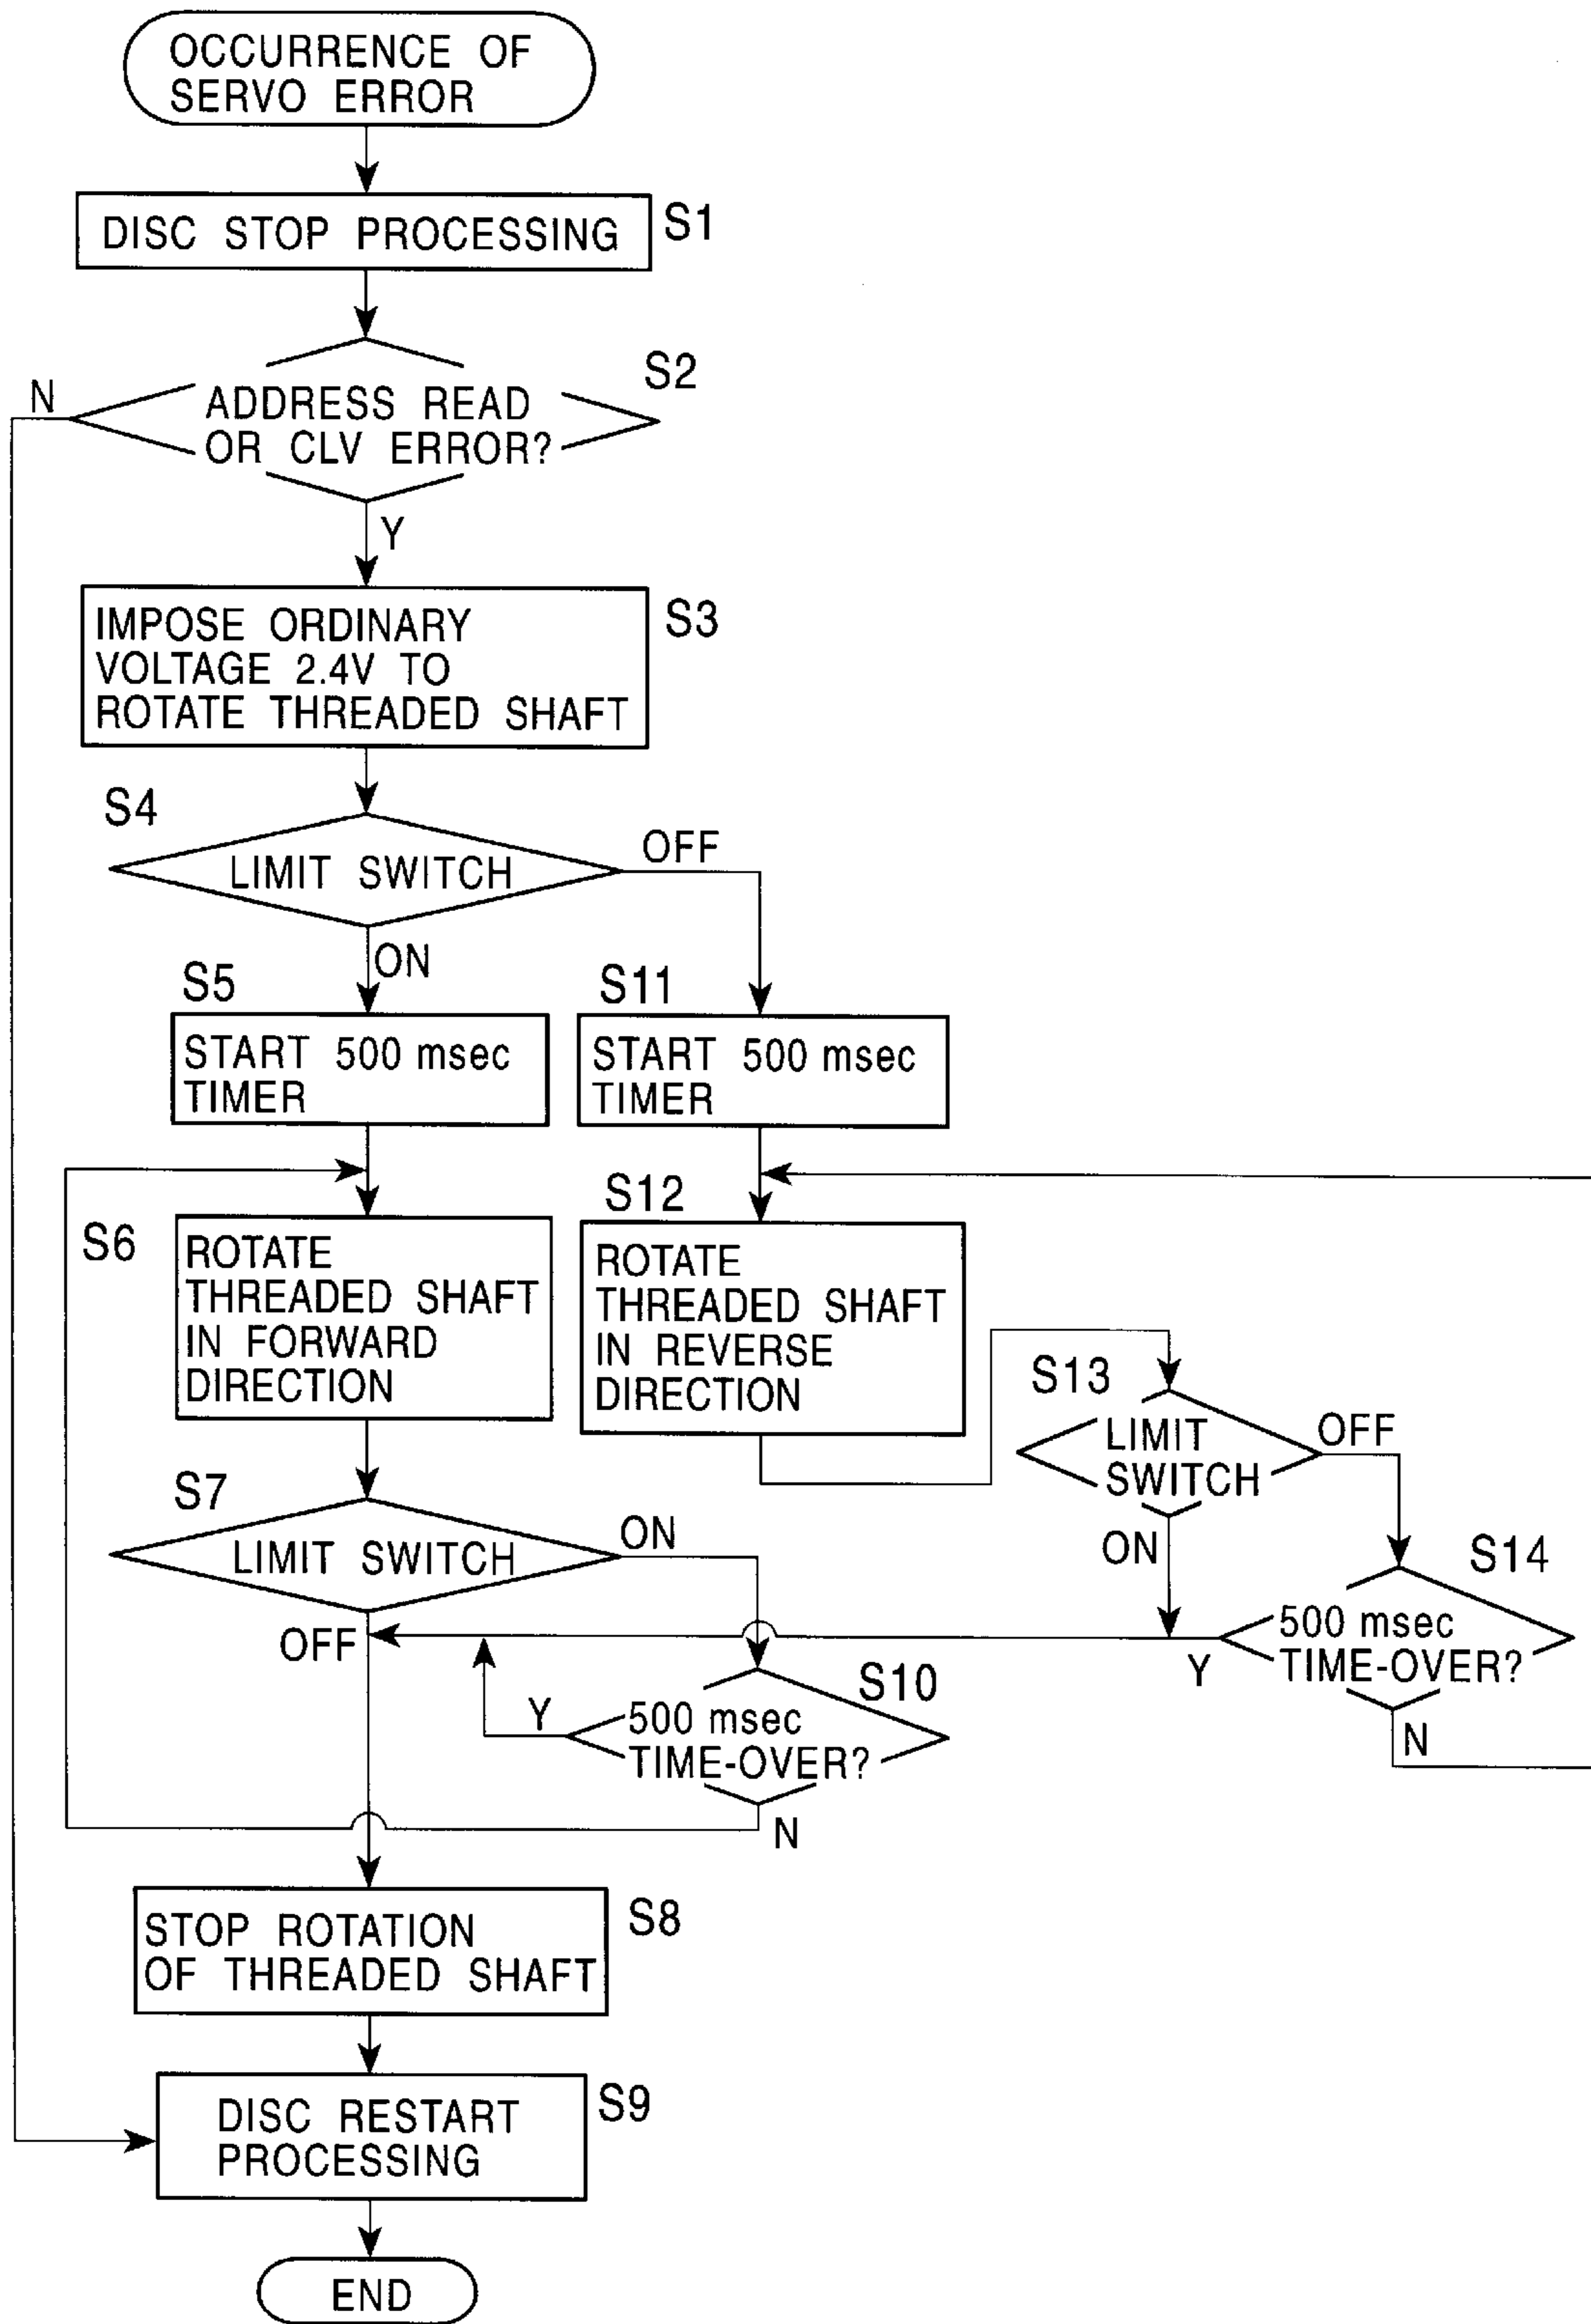 OCCURRENCE OF
SERVO ERROR
DISC STOP PROCESSING
S1
S2
N
ADDRESS READ
OR CLV ERROR?
Y
IMPOSE ORDINARY
VOLTAGE 2.4V TO
ROTATE THREADED SHAFT
S3
S4
LIMIT SWITCH
OFF
ON
S5
START 500 msec
TIMER
S11
START 500 msec
TIMER
S6
ROTATE
THREADED SHAFT
IN FORWARD
DIRECTION
S12
ROTATE
THREADED SHAFT
IN REVERSE
DIRECTION
S13
LIMIT
SWITCH
OFF
ON
S7
LIMIT SWITCH
ON
OFF
S14
500 msec
TIME-OVER?
Y
N
S10
Y
500 msec
TIME-OVER?
N
STOP ROTATION
OF THREADED SHAFT
S8
DISC RESTART
PROCESSING
S9
END